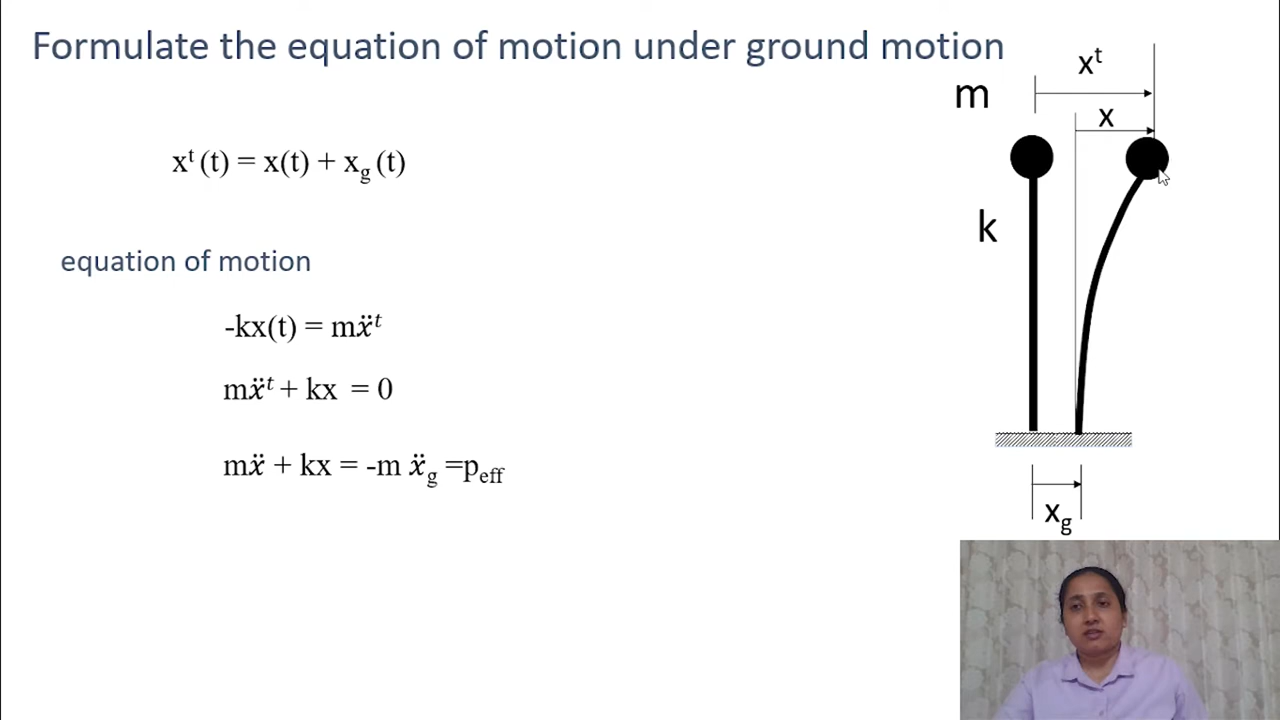 Formulate the equation of motion under ground motion
xᵗ
m
x
xᵗ (t) = x(t) + x_g (t)
k
equation of motion
-kx(t) = mẍᵗ
mẍᵗ + kx = 0
mẍ + kx = -m ẍ_g =p_eff
x_g